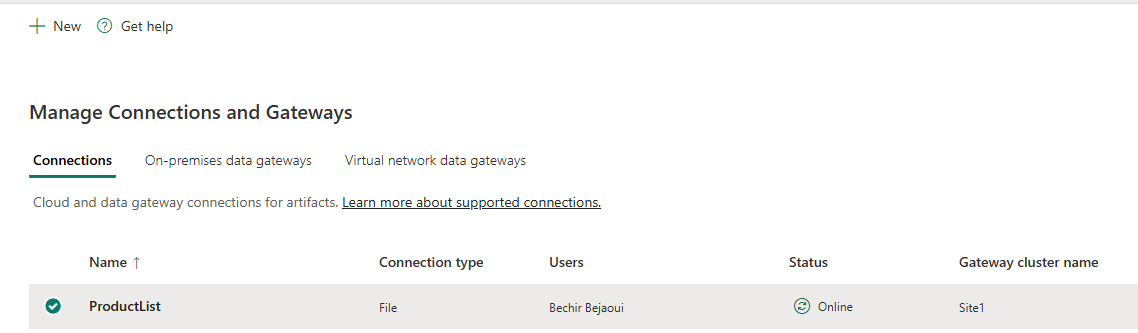 New Get help
Manage Connections and Gateways
Connections On-premises data gateways Virtual network data gateways
Cloud and data gateway connections for artifacts. Learn more about supported connections.
Name ↑ Connection type Users Status Gateway cluster name
ProductList File Bechir Bejaoui Online Site1